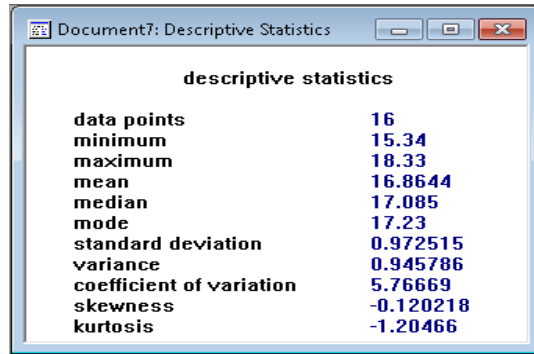 Document7: Descriptive Statistics
descriptive statistics
data points 16
minimum 15.34
maximum 18.33
mean 16.8644
median 17.085
mode 17.23
standard deviation 0.972515
variance 0.945786
coefficient of variation 5.76669
skewness -0.120218
kurtosis -1.20466